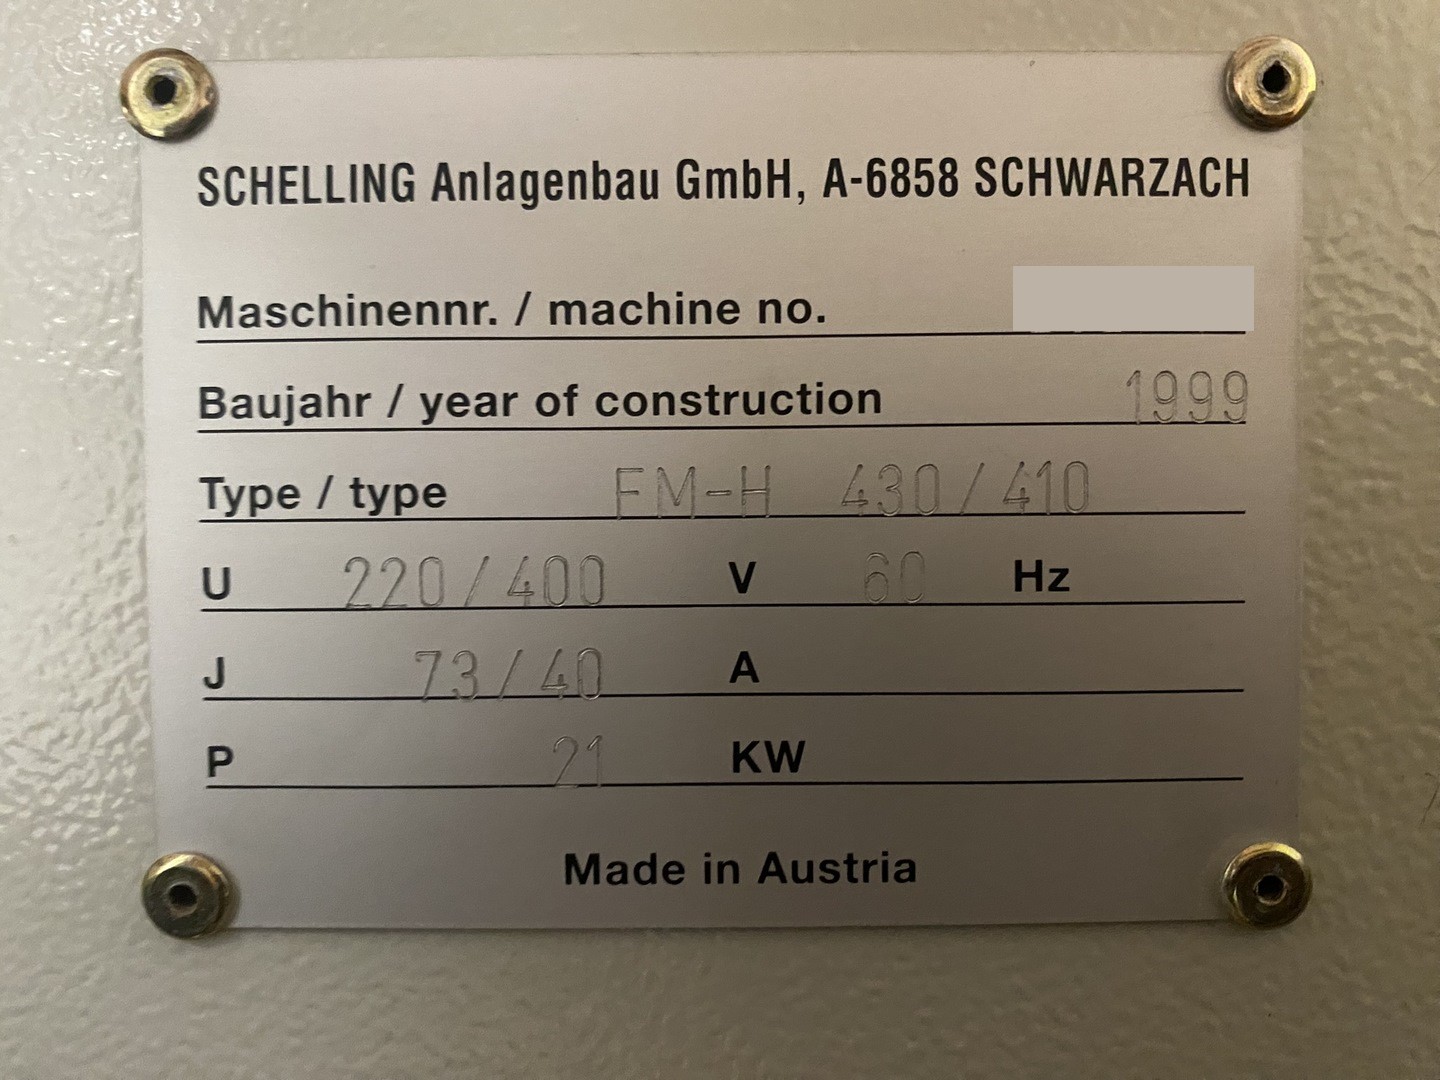 SCHELLING Anlagenbau GmbH, A-6858 SCHWARZACH
Maschinennr. / machine no.
Baujahr / year of construction 1999
Type / type FM-H 430/410
U 220/400 V 60 Hz
J 73/40 A
P 21 KW
Made in Austria